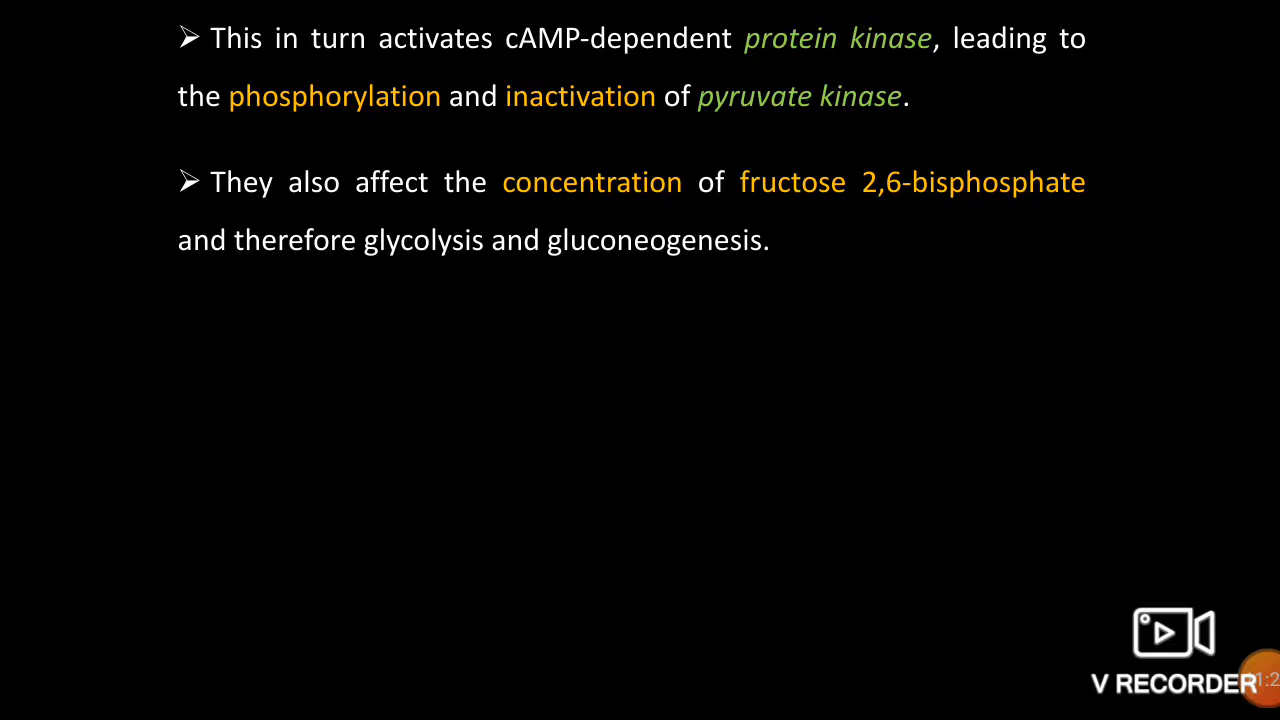 ➢ This in turn activates cAMP-dependent protein kinase, leading to
the phosphorylation and inactivation of pyruvate kinase.
➢ They also affect the concentration of fructose 2,6-bisphosphate
and therefore glycolysis and gluconeogenesis.
V RECORDER